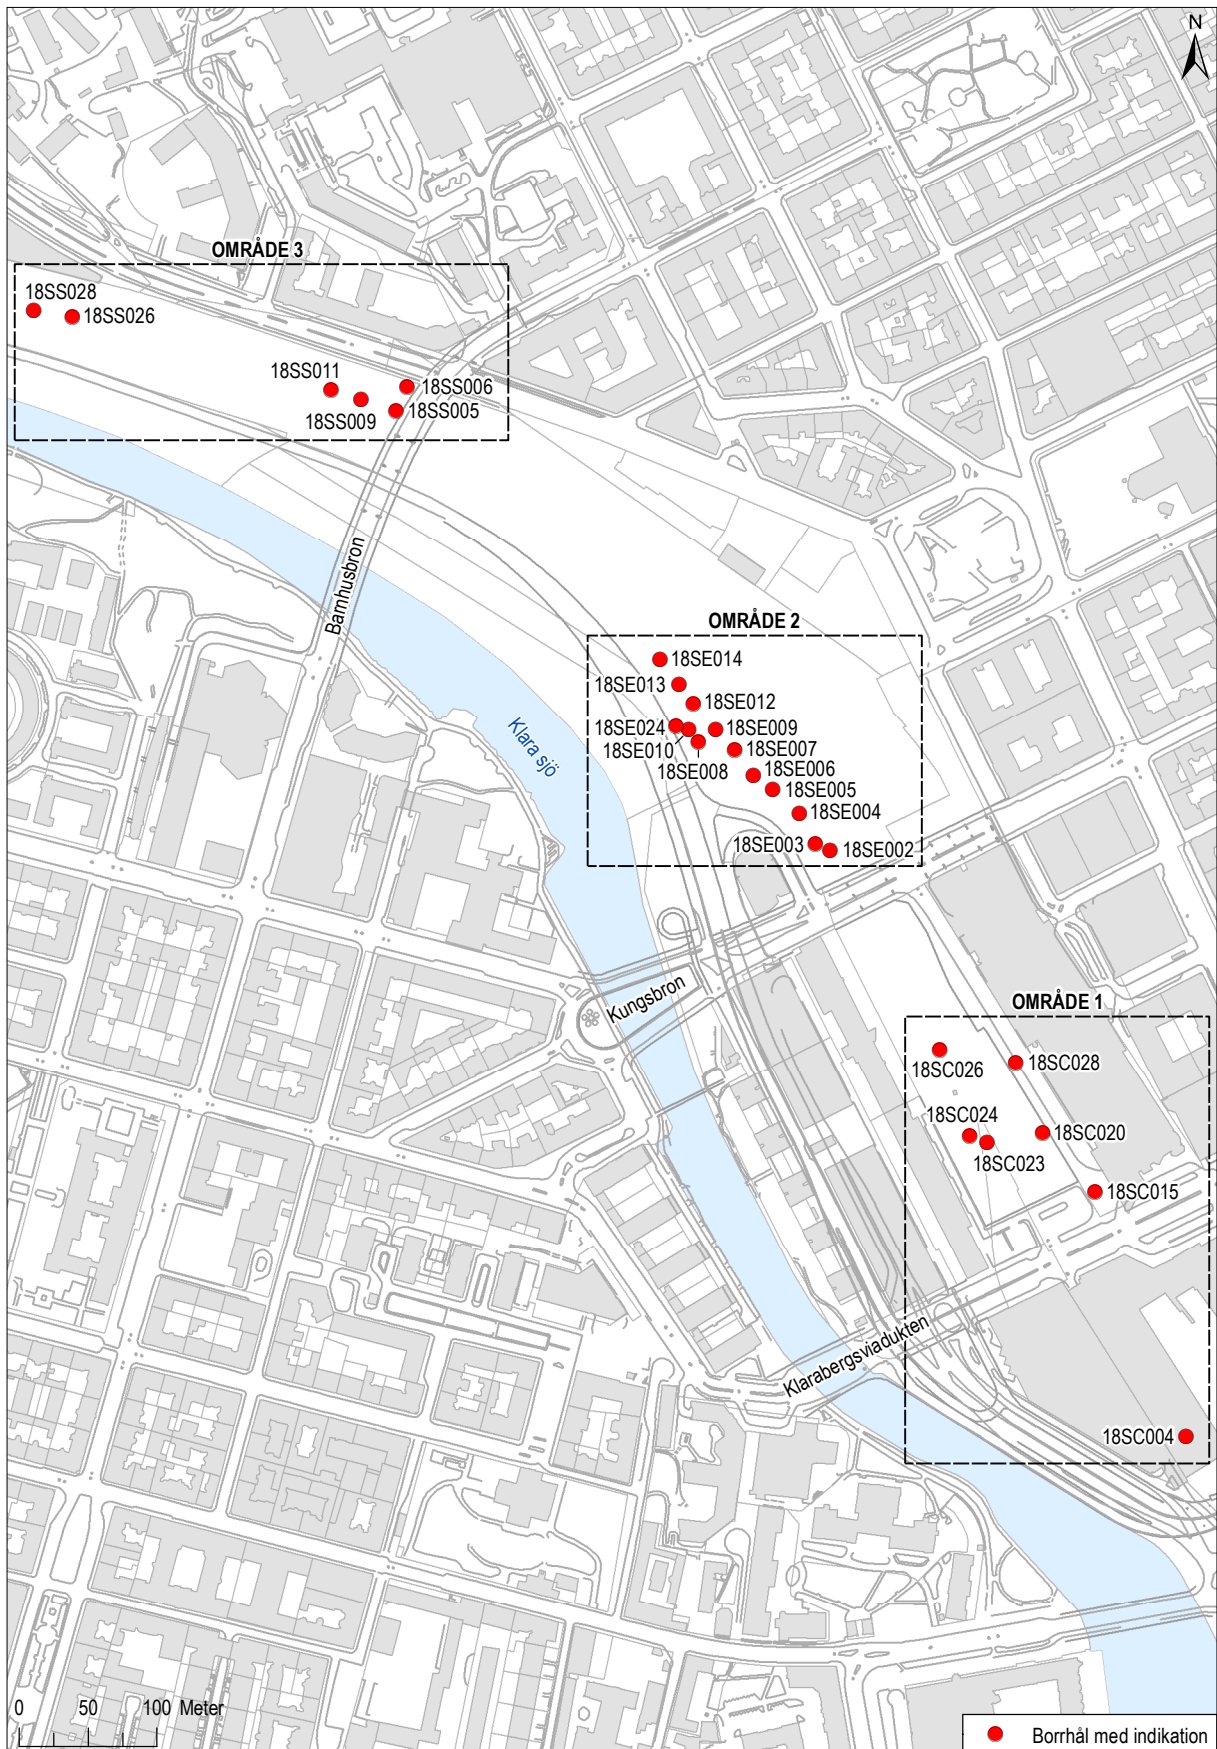 N
OMRÅDE 3
18SS028
18SS026
18SS011
18SS006
18SS009
18SS005
Barnhusbron
OMRÅDE 2
18SE014
18SE013
18SE012
18SE024
18SE009
18SE010
18SE007
18SE008
18SE006
18SE005
18SE004
18SE003
18SE002
Klara sjö
Kungsbron
OMRÅDE 1
18SC026
18SC028
18SC024
18SC020
18SC023
18SC015
Klarabergsviadukten
18SC004
0 50 100 Meter
Borrhål med indikation